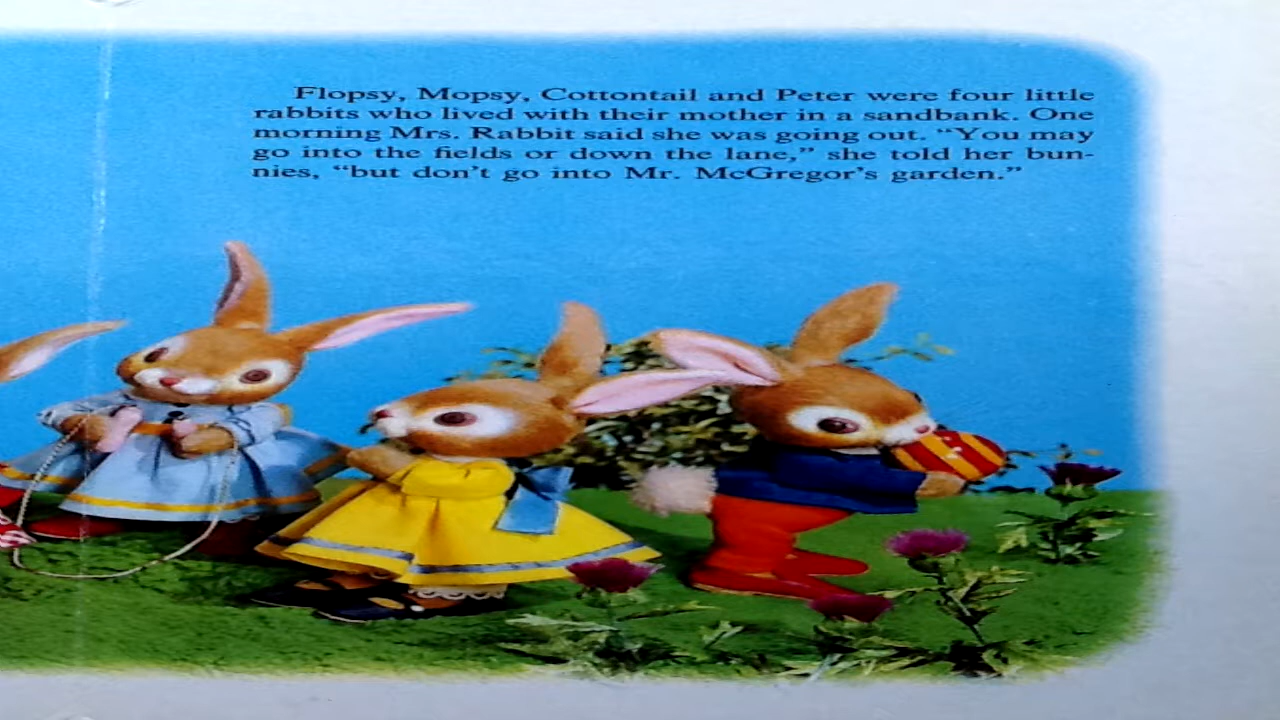 Flopsy, Mopsy, Cottontail and Peter were four little
rabbits who lived with their mother in a sandbank. One
morning Mrs. Rabbit said she was going out. “You may
go into the fields or down the lane,” she told her bun-
nies, “but don’t go into Mr. McGregor’s garden.”